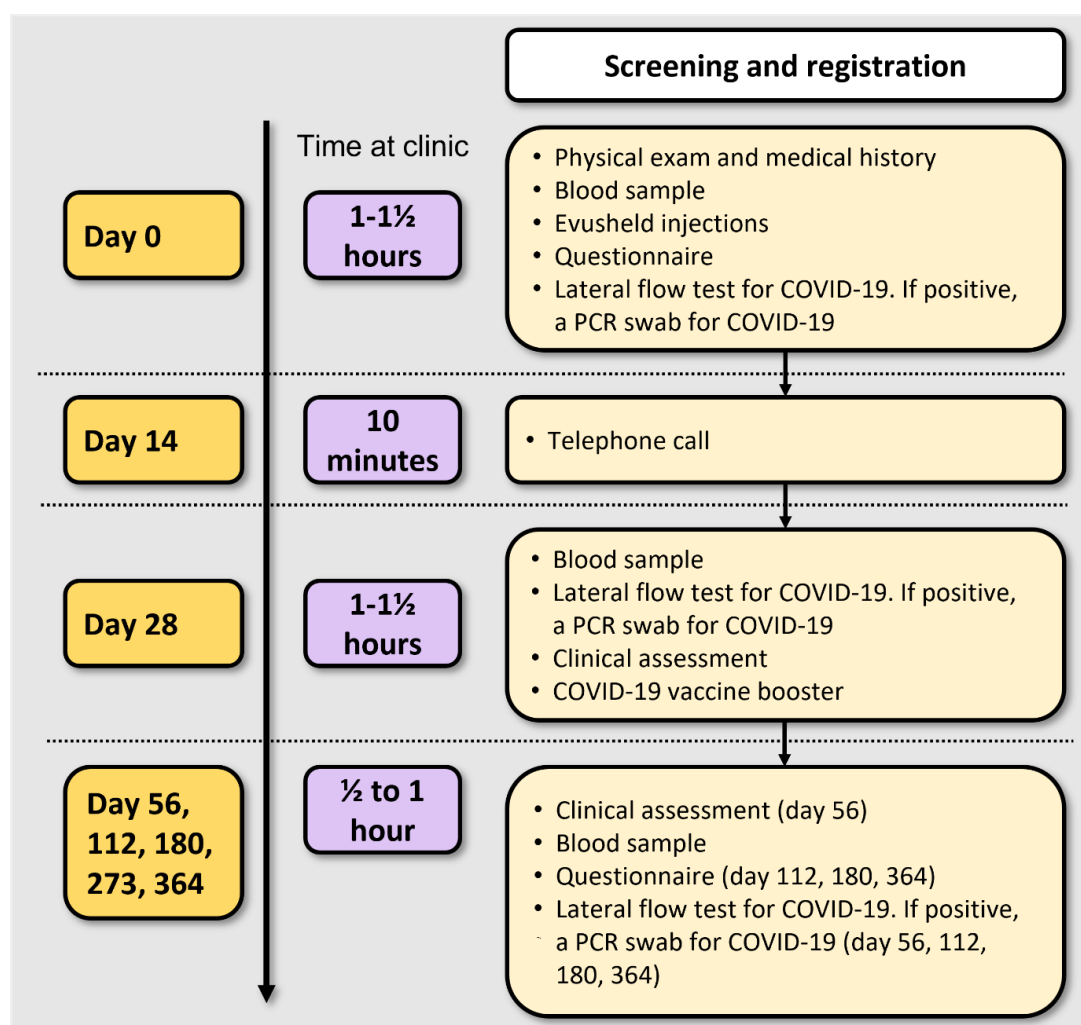 Screening and registration
Time at clinic
Day 0
1-1½
hours
• Physical exam and medical history
• Blood sample
• Evusheld injections
• Questionnaire
• Lateral flow test for COVID-19. If positive,
a PCR swab for COVID-19
Day 14
10
minutes
• Telephone call
Day 28
1-1½
hours
• Blood sample
• Lateral flow test for COVID-19. If positive,
a PCR swab for COVID-19
• Clinical assessment
• COVID-19 vaccine booster
Day 56,
112, 180,
273, 364
½ to 1
hour
• Clinical assessment (day 56)
• Blood sample
• Questionnaire (day 112, 180, 364)
• Lateral flow test for COVID-19. If positive,
a PCR swab for COVID-19 (day 56, 112,
180, 364)